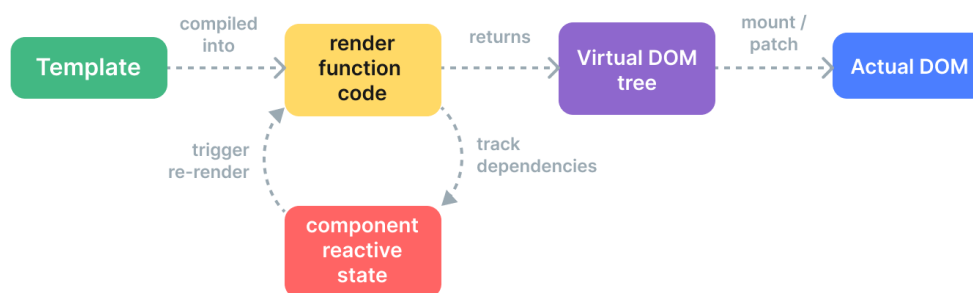 compiled
into
Template
render
function
code
returns
Virtual DOM
tree
mount /
patch
Actual DOM
trigger
re-render
track
dependencies
component
reactive
state